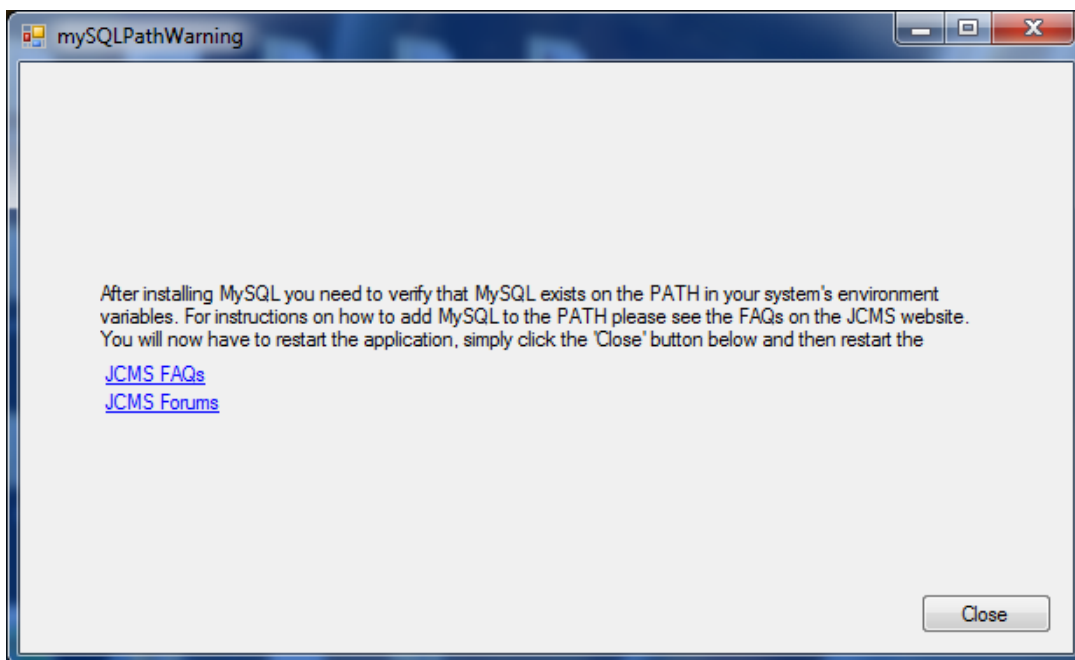 mySQLPathWarning
After installing MySQL you need to verify that MySQL exists on the PATH in your system's environment
variables. For instructions on how to add MySQL to the PATH please see the FAQs on the JCMS website.
You will now have to restart the application, simply click the 'Close' button below and then restart the
JCMS FAQs
JCMS Forums
Close